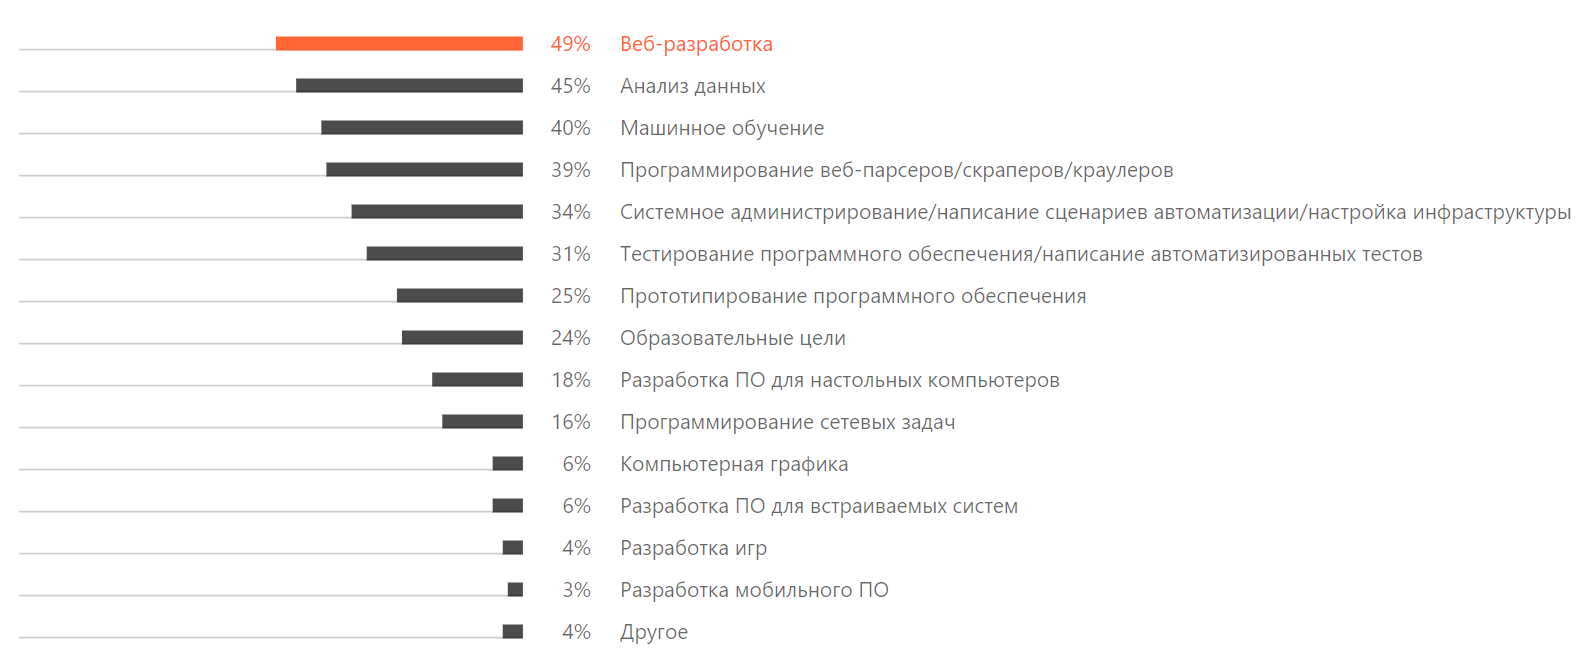 49% Веб-разработка
45% Анализ данных
40% Машинное обучение
39% Программирование веб-парсеров/скраперов/краулеров
34% Системное администрирование/написание сценариев автоматизации/настройка инфраструктуры
31% Тестирование программного обеспечения/написание автоматизированных тестов
25% Прототипирование программного обеспечения
24% Образовательные цели
18% Разработка ПО для настольных компьютеров
16% Программирование сетевых задач
6% Компьютерная графика
6% Разработка ПО для встраиваемых систем
4% Разработка игр
3% Разработка мобильного ПО
4% Другое